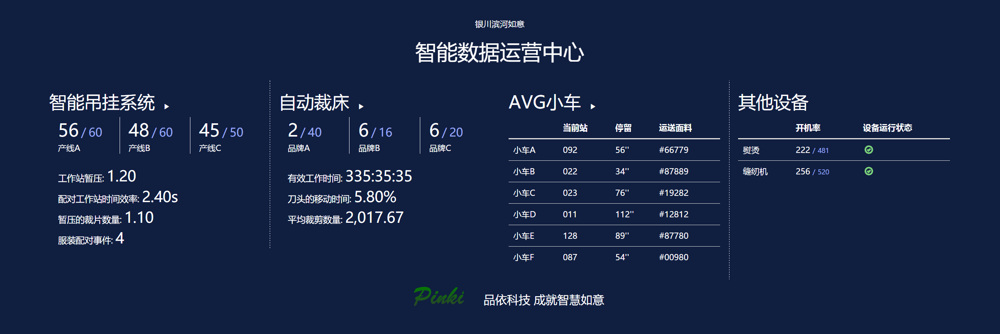 银川滨河如意
智能数据运营中心
智能吊挂系统
56 / 60
产线A
48 / 60
产线B
45 / 50
产线C
工作站暂压: 1.20
配对工作站时间效率: 2.40s
暂压的裁片数量: 1.10
服装配对事件: 4
自动裁床
2 / 40
品牌A
6 / 16
品牌B
6 / 20
品牌C
有效工作时间: 335:35:35
刀头的移动时间: 5.80%
平均裁剪数量: 2,017.67
AVG小车
当前站 停留 运送面料
小车A 092 56'' #66779
小车B 022 34'' #87889
小车C 023 76'' #19282
小车D 011 112'' #12812
小车E 128 89'' #87780
小车F 087 54'' #00980
其他设备
开机率 设备运行状态
熨烫 222 / 481
缝纫机 256 / 520
Pinki
品依科技 成就智慧如意